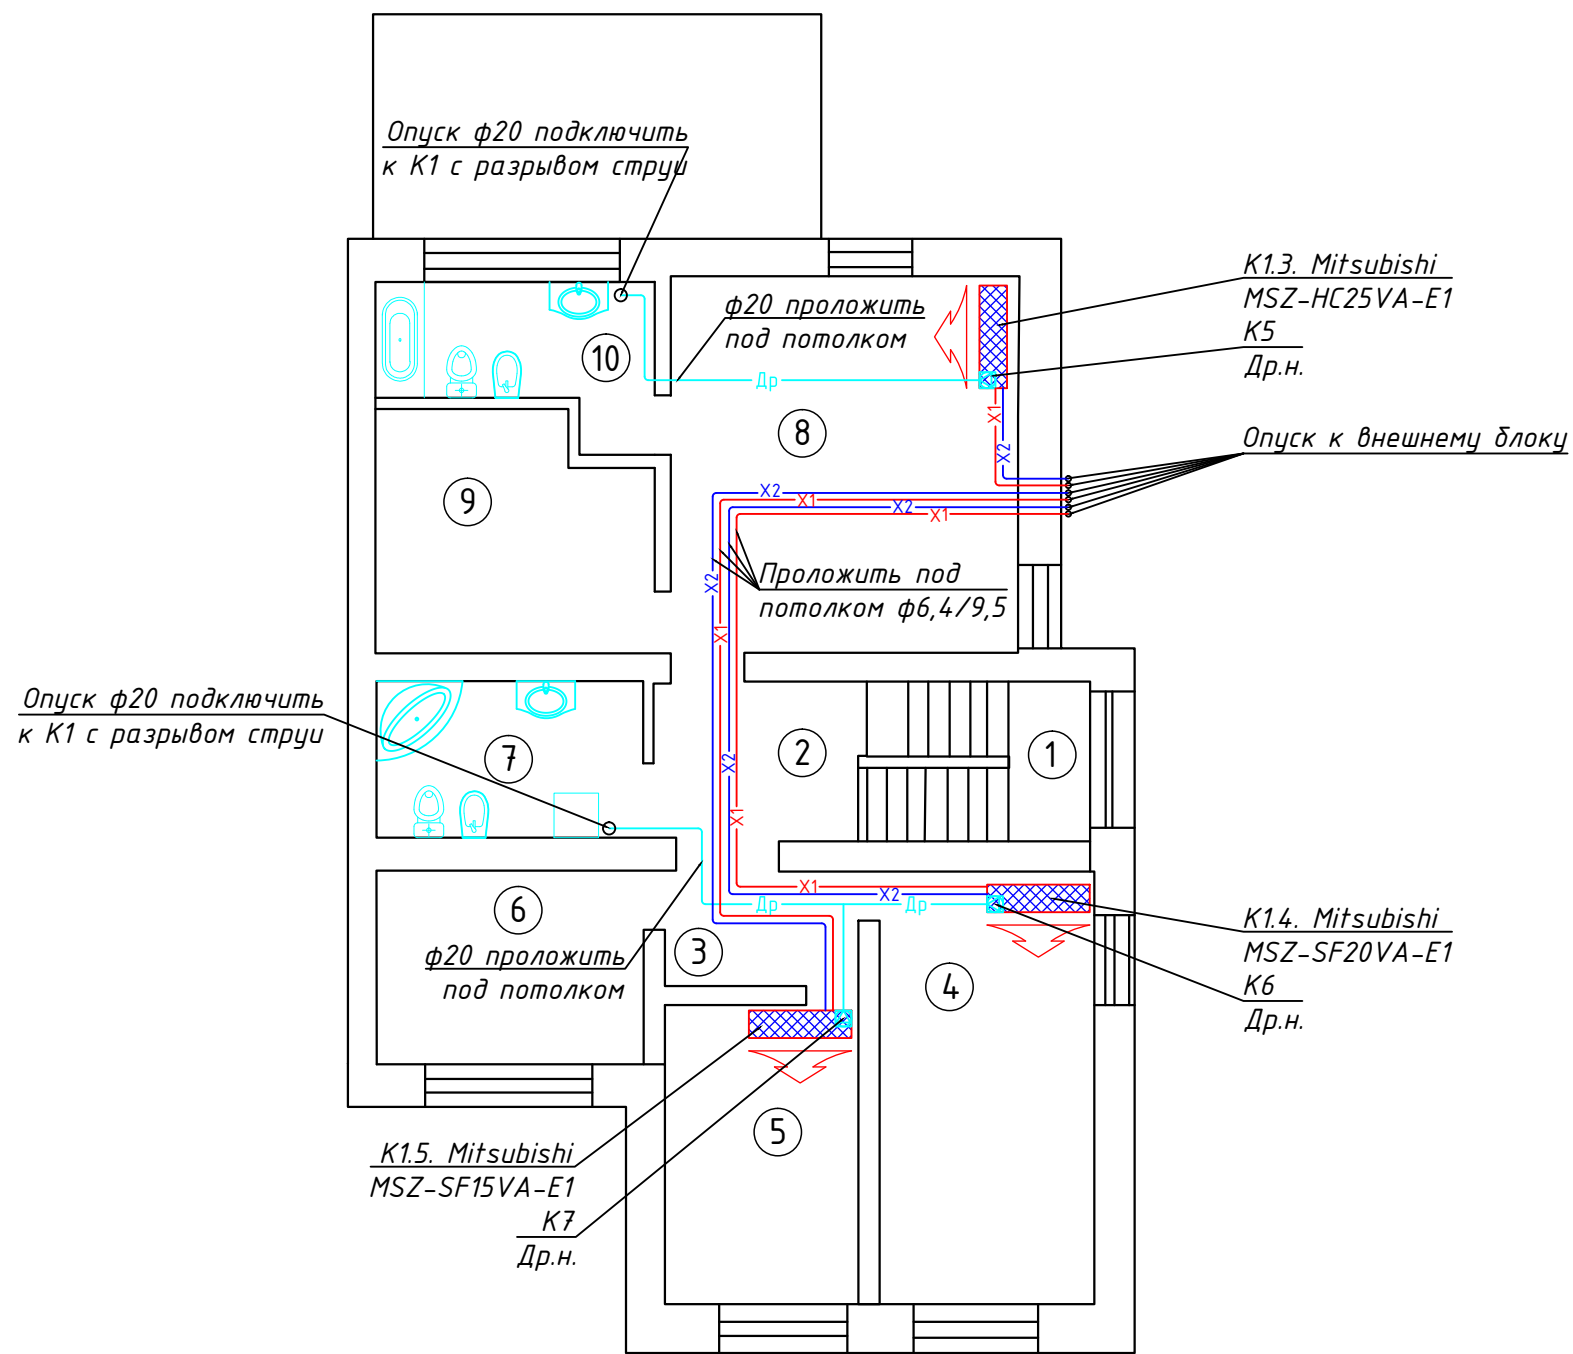 Опуск ф20 подключить
к К1 с разрывом струи
К1.3. Mitsubishi
MSZ-HC25VA-E1
К5
Др.н.
ф20 проложить
под потолком
10
Др
8
Х1
Х2
Опуск к внешнему блоку
9
Х2
Х1
Х2
Х1
Проложить под
потолком ф6,4/9,5
Х2
Х1
Опуск ф20 подключить
к К1 с разрывом струи
7
2
1
Х2
Х1
Х1
Х2
Др
Др
6
К1.4. Mitsubishi
MSZ-SF20VA-E1
К6
Др.н.
3
ф20 проложить
под потолком
4
5
К1.5. Mitsubishi
MSZ-SF15VA-E1
К7
Др.н.